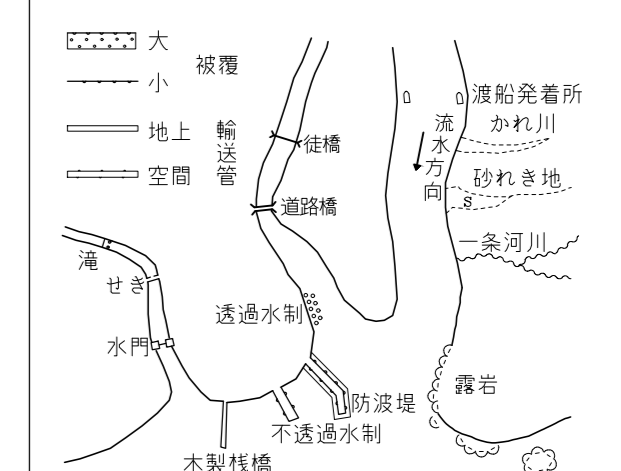 大
被覆
小
地上
輸送管
空間
徒橋
道路橋
渡船発着所
流水方向
かれ川
砂れき地
s
一条河川
滝
せき
水門
透過水制
露岩
防波堤
不透過水制
木製桟橋